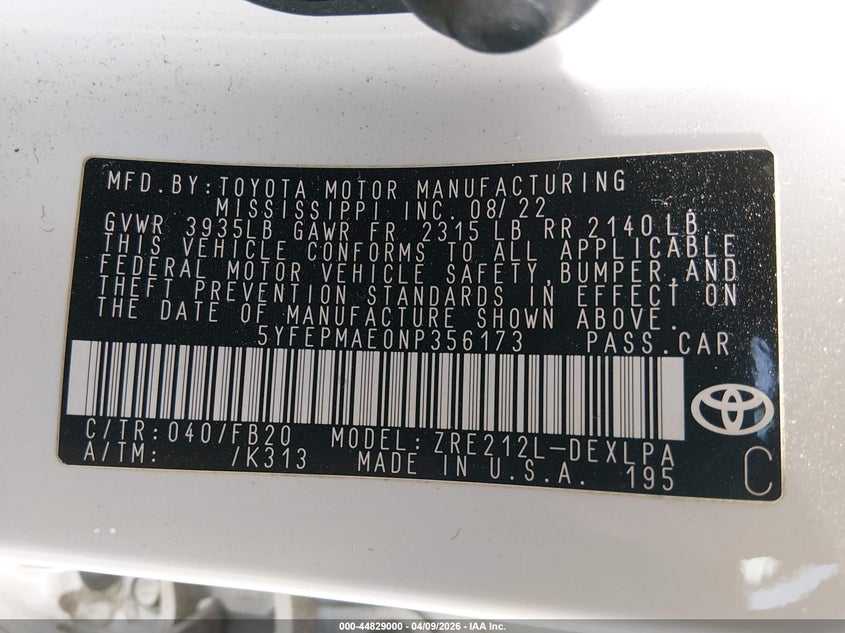 MFD.BY:TOYOTA MOTOR MANUFACTURING
MISSISSIPPI INC. 08/22
GVWR 3935LB GAWR FR 2315 LB RR 2140 LB
THIS VEHICLE CONFORMS TO ALL APPLICABLE
FEDERAL MOTOR VEHICLE SAFETY,BUMPER,AND
THEFT PREVENTION STANDARDS IN EFFECT ON
THE DATE OF MANUFACTURE SHOWN ABOVE.
5YFEPMAE0NP356173 PASS.CAR
C/TR:040/FB20 MODEL:ZRE212L-DEXLPA
A/TM: /K313 MADE IN U.S.A. 195
C
000-44829000 - 04/09/2026 - IAA Inc.